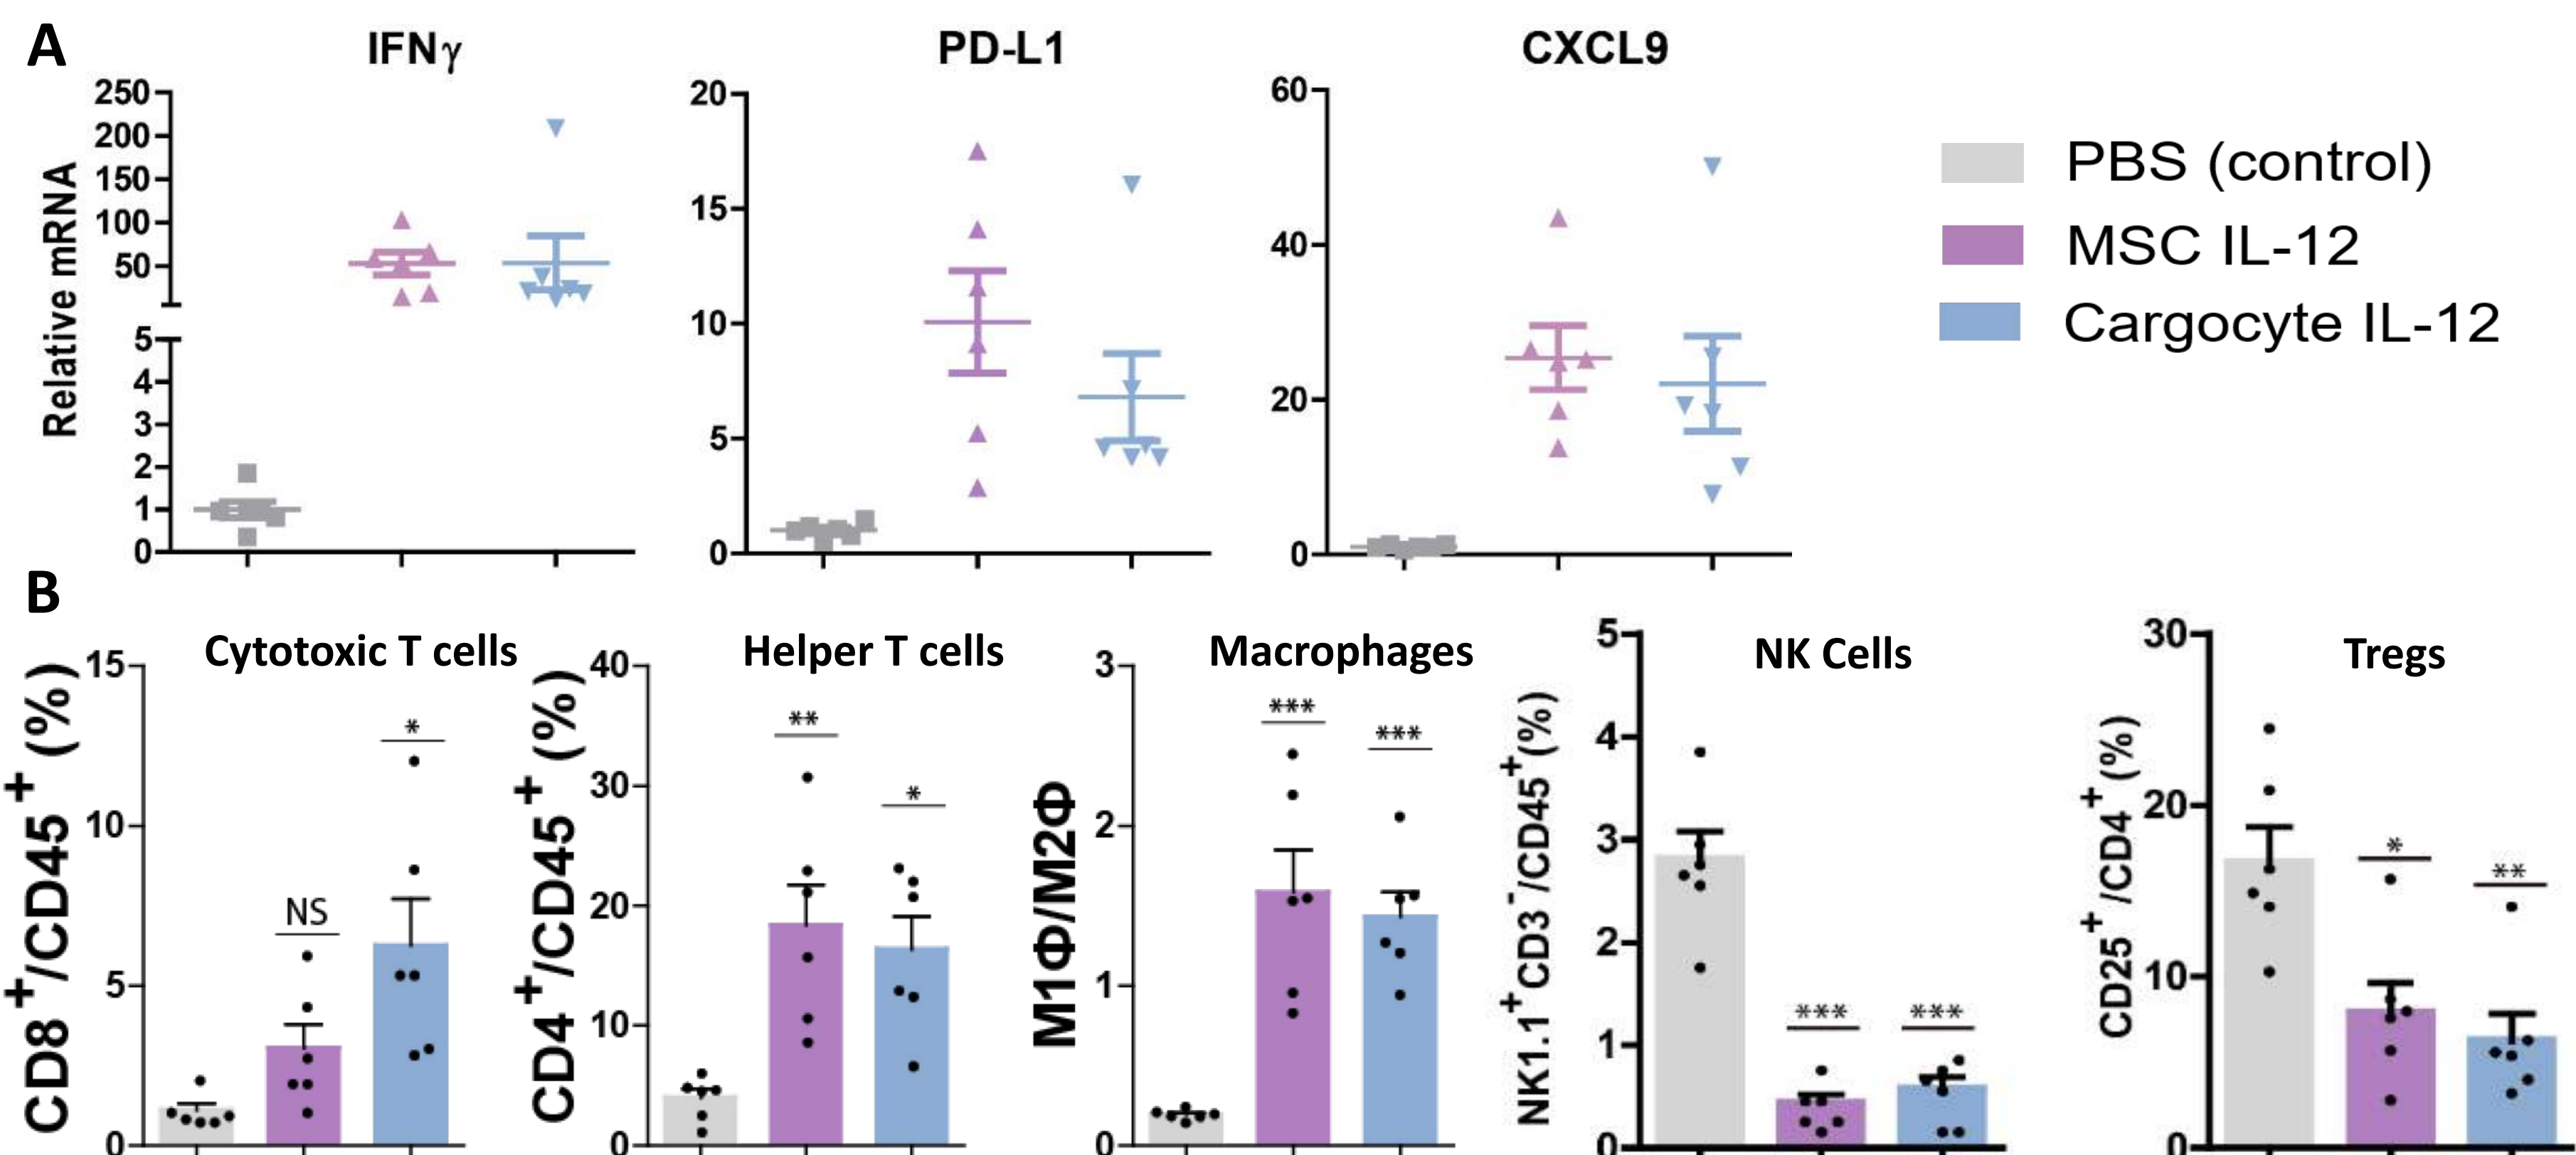 A
IFNγ
PD-L1
CXCL9
Relative mRNA
250
200
150
100
50
5
4
3
2
1
0
20
15
10
5
0
60
40
20
0
PBS (control)
MSC IL-12
Cargocyte IL-12
B
Cytotoxic T cells
CD8⁺/CD45⁺ (%)
15
10
5
0
NS
*
Helper T cells
CD4⁺/CD45⁺ (%)
40
30
20
10
0
**
*
Macrophages
M1Φ/M2Φ
3
2
1
0
***
***
NK Cells
NK1.1⁺CD3⁻/CD45⁺(%)
5
4
3
2
1
0
***
***
Tregs
CD25⁺/CD4⁺(%)
30
20
10
0
*
**